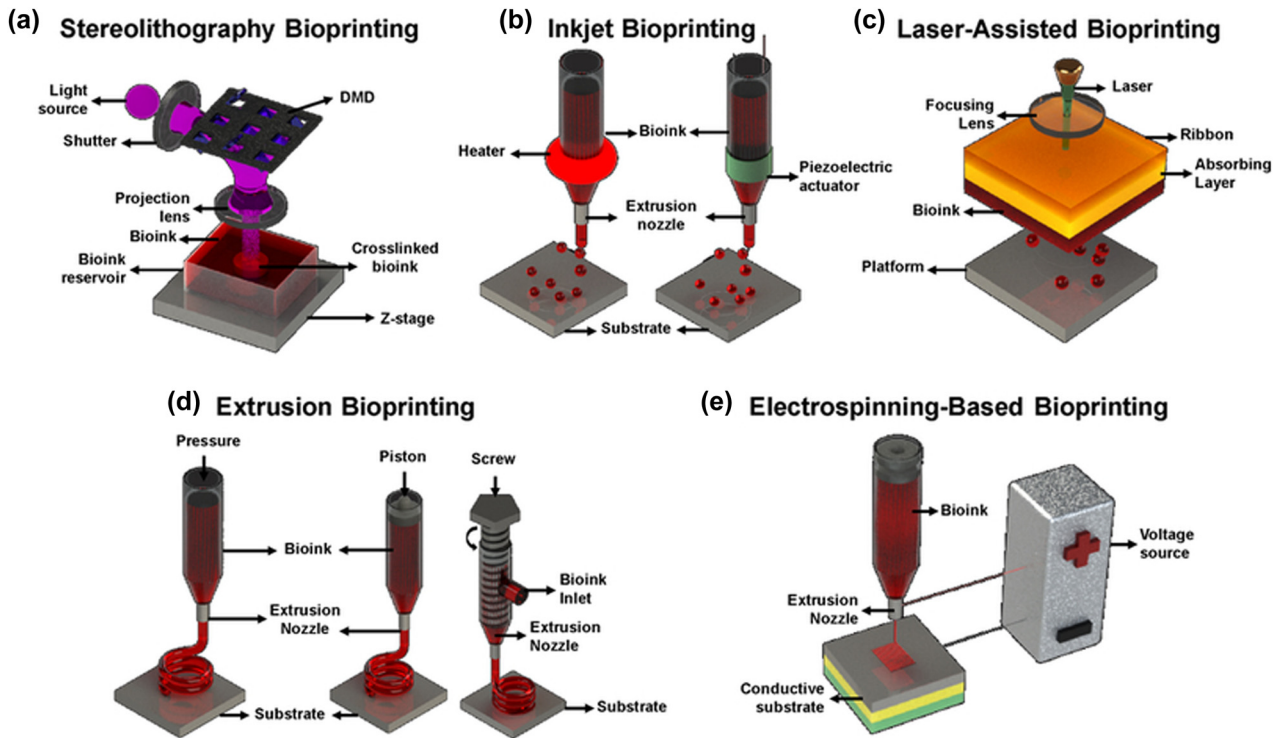 (a) Stereolithography Bioprinting
Light
source
DMD
Shutter
Projection
lens
Bioink
Bioink
reservoir
Crosslinked
bioink
Z-stage
(b) Inkjet Bioprinting
Bioink
Heater
Piezoelectric
actuator
Extrusion
nozzle
Substrate
(c) Laser-Assisted Bioprinting
Laser
Focusing
Lens
Ribbon
Absorbing
Layer
Bioink
Platform
(d) Extrusion Bioprinting
Pressure
Piston
Screw
Bioink
Bioink
Inlet
Extrusion
Nozzle
Extrusion
Nozzle
Substrate
Substrate
(e) Electrospinning-Based Bioprinting
Bioink
Voltage
source
Extrusion
Nozzle
Conductive
substrate